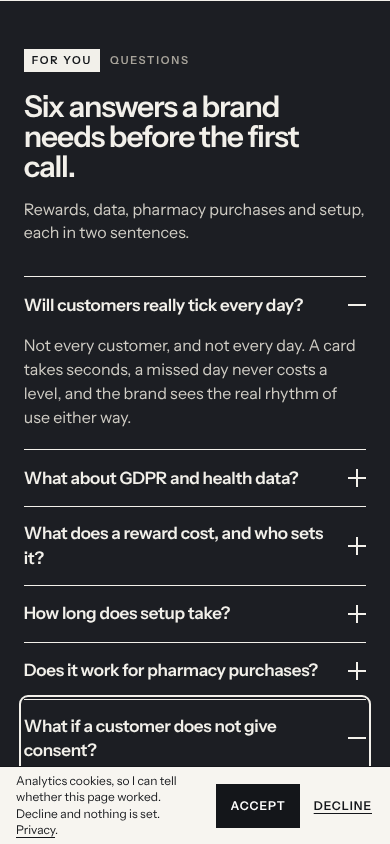 FOR YOU QUESTIONS
Six answers a brand
needs before the first
call.
Rewards, data, pharmacy purchases and setup,
each in two sentences.
Will customers really tick every day?
Not every customer, and not every day. A card
takes seconds, a missed day never costs a
level, and the brand sees the real rhythm of
use either way.
What about GDPR and health data?
What does a reward cost, and who sets
it?
How long does setup take?
Does it work for pharmacy purchases?
What if a customer does not give
consent?
Analytics cookies, so I can tell
whether this page worked.
Decline and nothing is set.
Privacy.
ACCEPT DECLINE